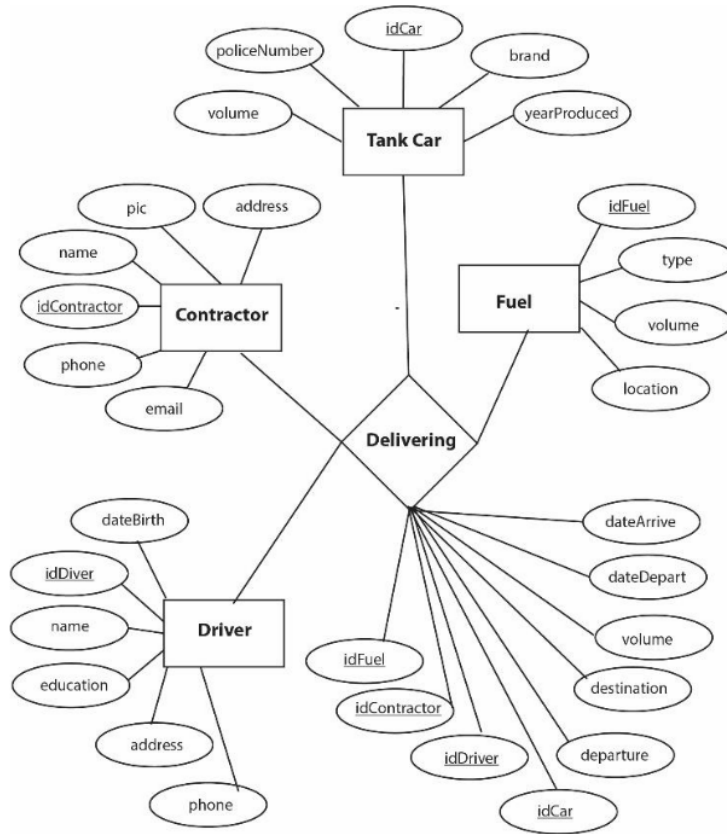 idCar
policeNumber
brand
volume
yearProduced
Tank Car
pic
address
name
idContractor
phone
email
Contractor
idFuel
type
volume
location
Fuel
-
Delivering
dateBirth
idDiver
name
education
address
phone
Driver
dateArrive
dateDepart
volume
destination
departure
idCar
idDriver
idContractor
idFuel